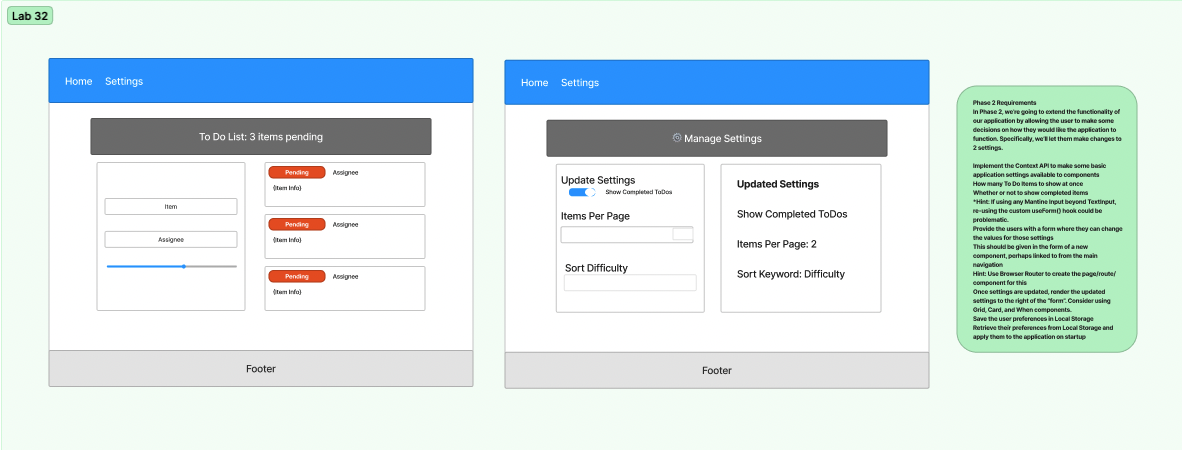 Lab 32
Home Settings
To Do List: 3 items pending
Item
Assignee
Pending Assignee
{Item Info}
Pending Assignee
{Item Info}
Pending Assignee
{Item Info}
Footer
Home Settings
Manage Settings
Update Settings
Show Completed ToDos
Items Per Page
Sort Difficulty
Updated Settings
Show Completed ToDos
Items Per Page: 2
Sort Keyword: Difficulty
Footer
Phase 2 Requirements
In Phase 2, we're going to extend the functionality of
our application by allowing the user to make some
decisions on how they would like the application to
function. Specifically, we'll let them make changes to
2 settings.
Implement the Context API to make some basic
application settings available to components
How many To Do Items to show at once
Whether or not to show completed items
*Hint: if using any Mantine Input beyond TextInput,
re-using the custom useForm() hook could be
problematic.
Provide the users with a form where they can change
the values for those settings
This should be given in the form of a new
component, perhaps linked to from the main
navigation
Hint: Use Browser Router to create the page/route/
component for this
Once settings are updated, render the updated
settings to the right of the "form". Consider using
Grid, Card, and When components.
Save the user preferences in Local Storage
Retrieve their preferences from Local Storage and
apply them to the application on startup